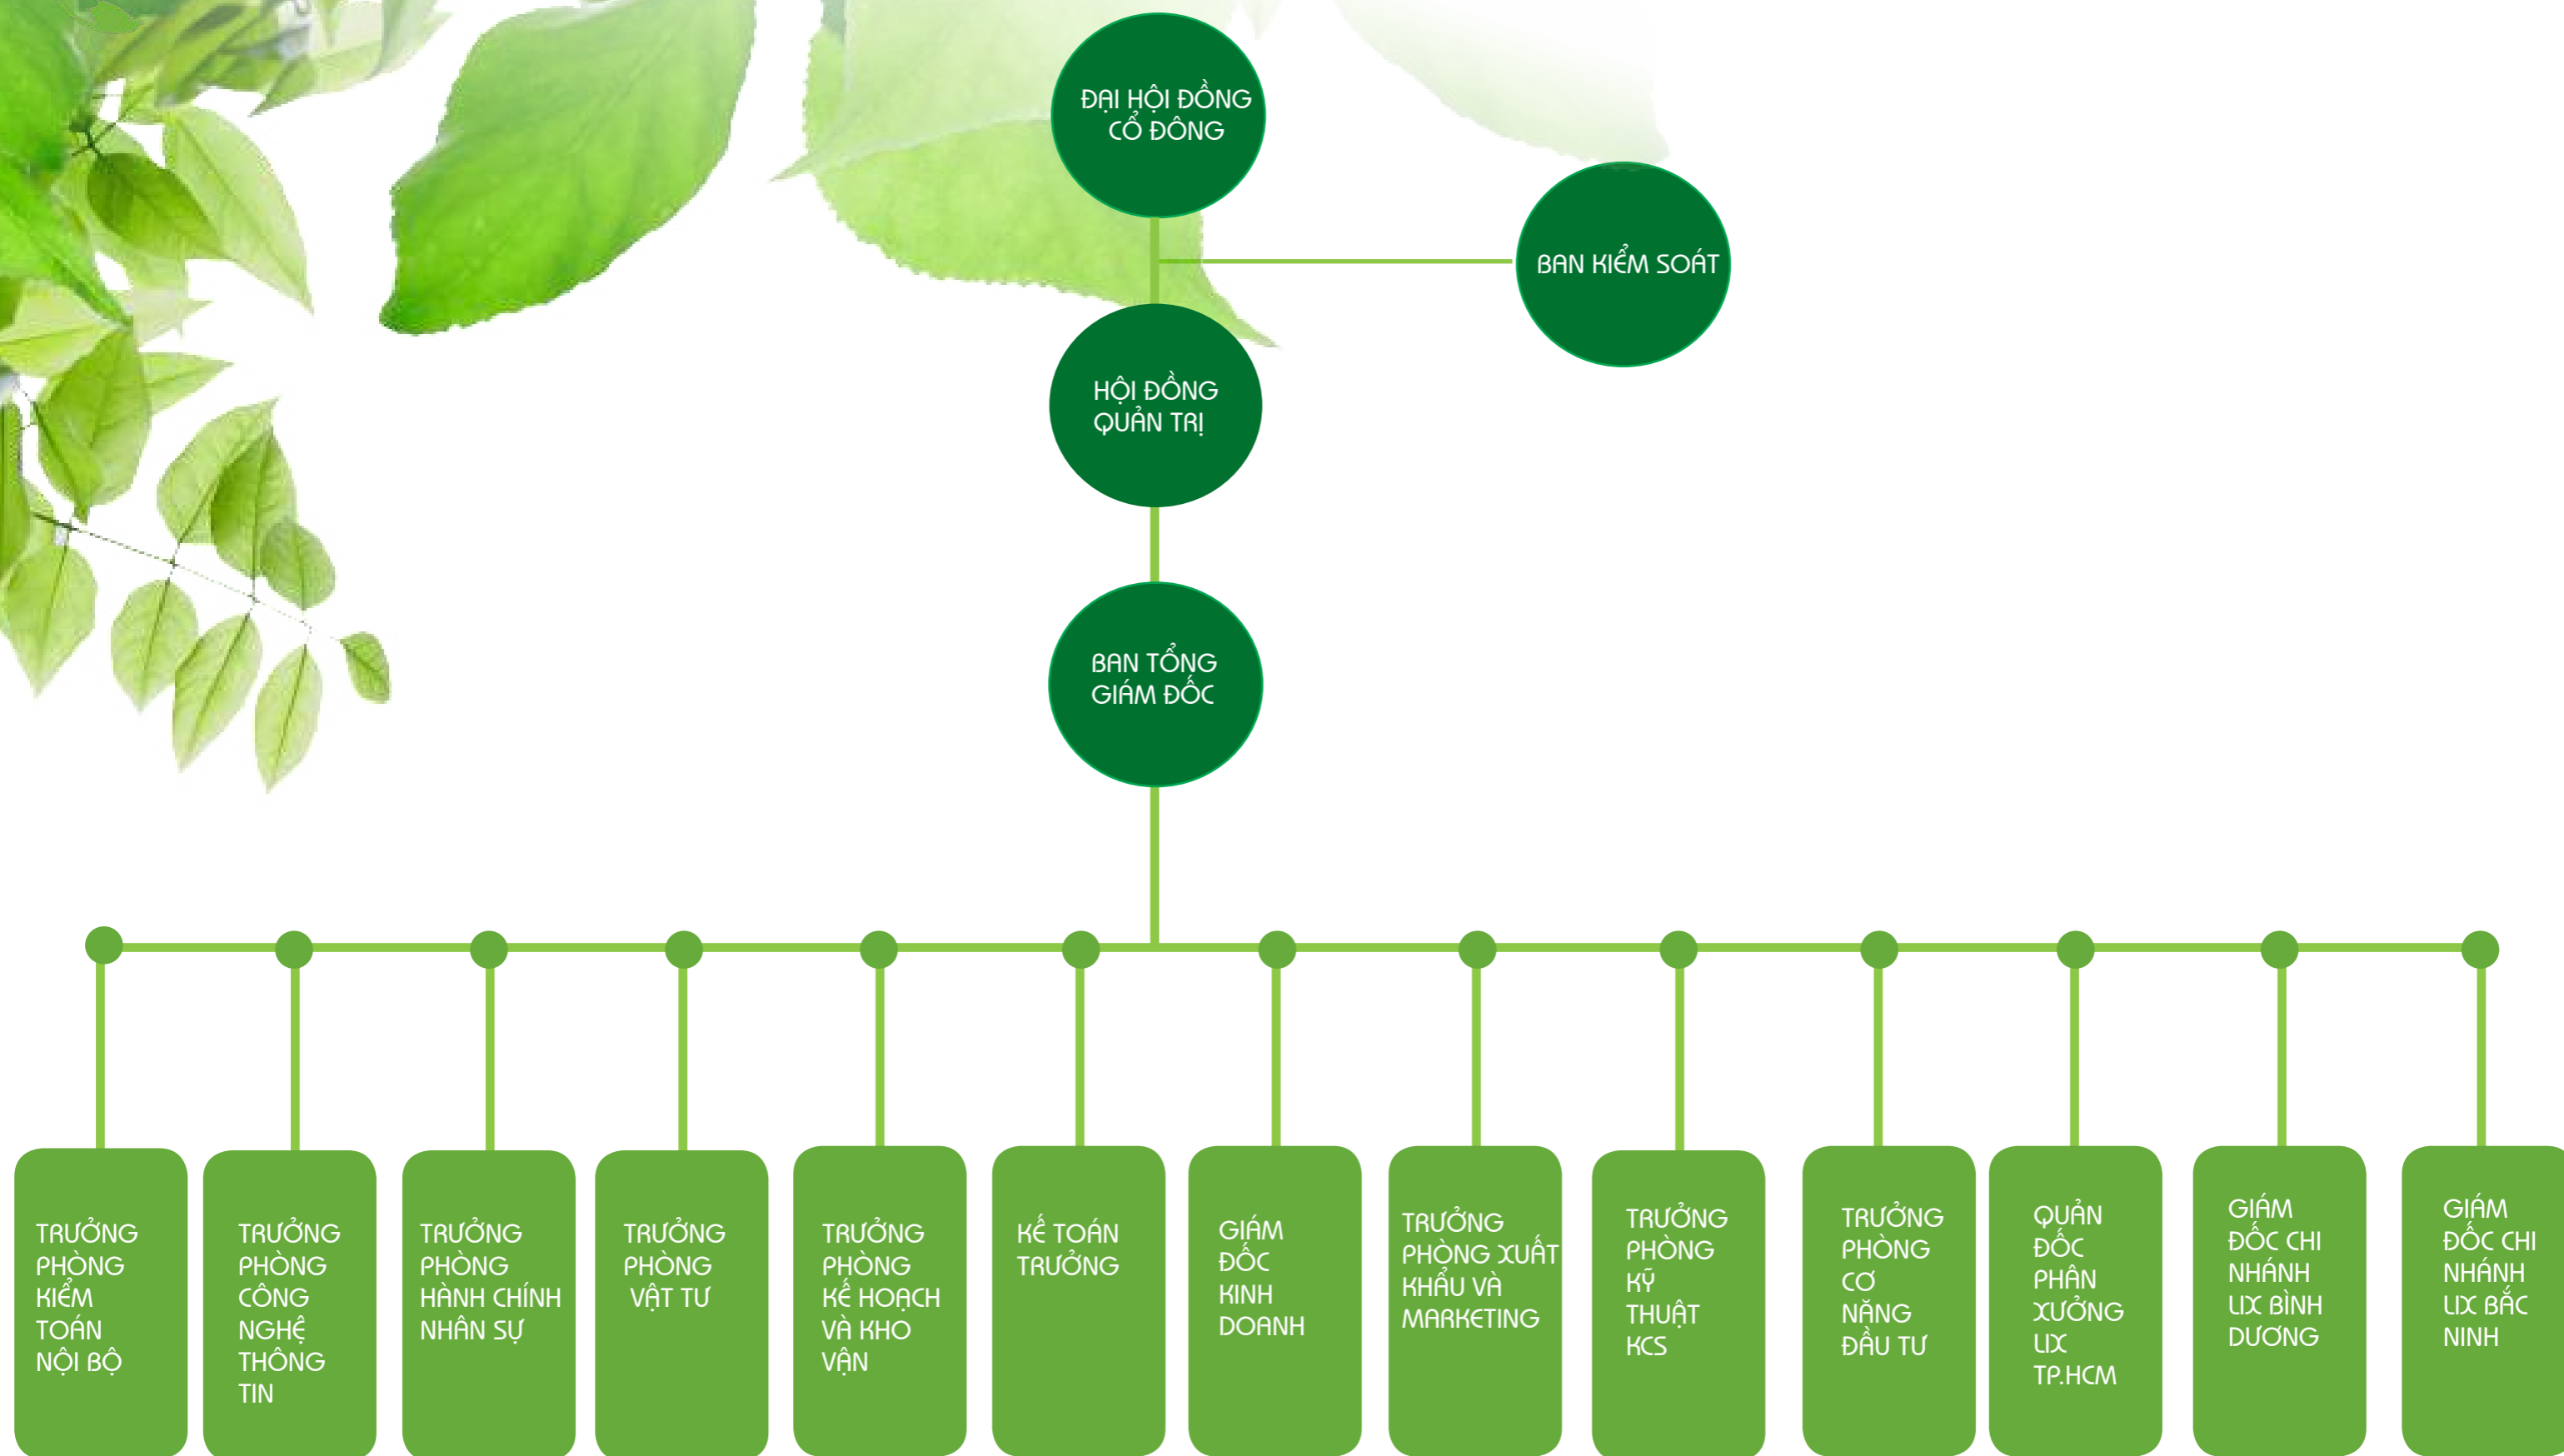 ĐẠI HỘI ĐỒNG
CỔ ĐÔNG
BAN KIỂM SOÁT
HỘI ĐỒNG
QUẢN TRỊ
BAN TỔNG
GIÁM ĐỐC
TRƯỞNG
PHÒNG
KIỂM
TOÁN
NỘI BỘ
TRƯỞNG
PHÒNG
CÔNG
NGHỆ
THÔNG
TIN
TRƯỞNG
PHÒNG
HÀNH CHÍNH
NHÂN SỰ
TRƯỞNG
PHÒNG
VẬT TƯ
TRƯỞNG
PHÒNG
KẾ HOẠCH
VÀ KHO
VẬN
KẾ TOÁN
TRƯỞNG
GIÁM
ĐỐC
KINH
DOANH
TRƯỞNG
PHÒNG XUẤT
KHẨU VÀ
MARKETING
TRƯỞNG
PHÒNG
KỸ
THUẬT
KCS
TRƯỞNG
PHÒNG
CƠ
NĂNG
ĐẦU TƯ
QUẢN
ĐỐC
PHÂN
XƯỞNG
LIX
TP.HCM
GIÁM
ĐỐC CHI
NHÁNH
LIX BÌNH
DƯƠNG
GIÁM
ĐỐC CHI
NHÁNH
LIX BẮC
NINH